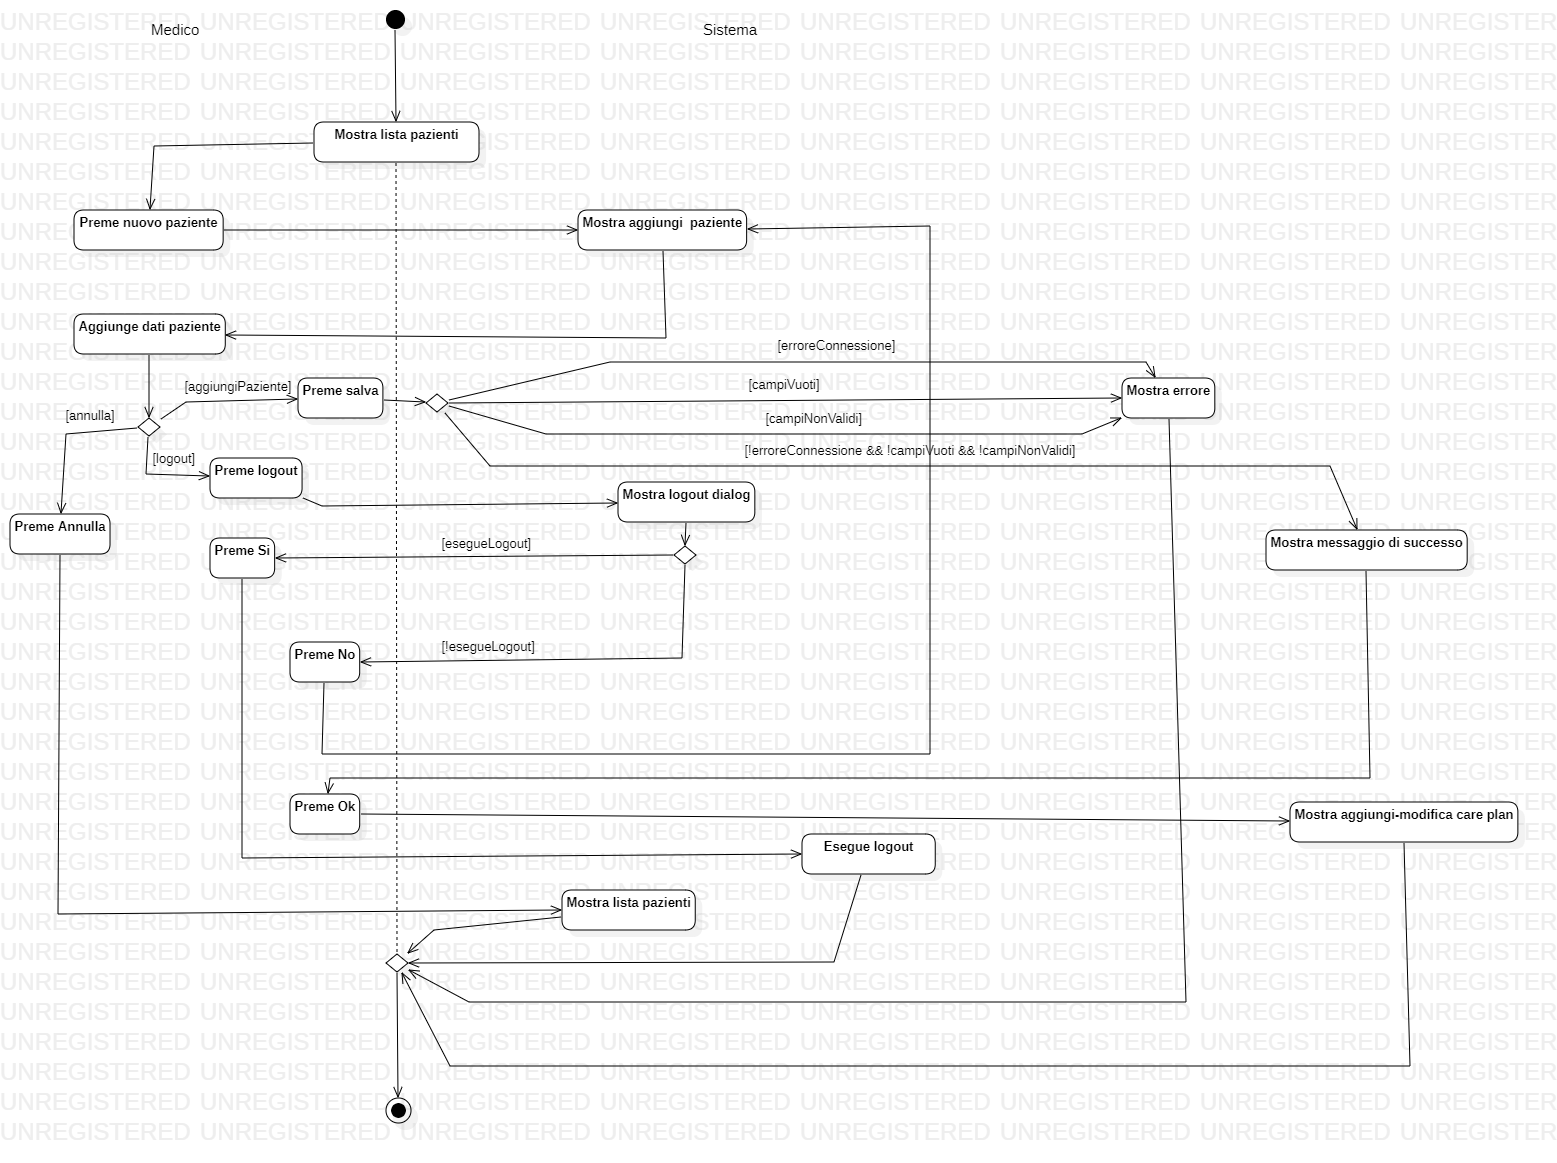 Medico
Sistema
Mostra lista pazienti
Preme nuovo paziente
Mostra aggiungi  paziente
Aggiunge dati paziente
[erroreConnessione]
[aggiungiPaziente]
Preme salva
[campiVuoti]
Mostra errore
[annulla]
[campiNonValidi]
[logout]
[!erroreConnessione && !campiVuoti && !campiNonValidi]
Preme logout
Mostra logout dialog
Preme Annulla
Preme Si
[esegueLogout]
Mostra messaggio di successo
Preme No
[!esegueLogout]
Preme Ok
Mostra aggiungi-modifica care plan
Esegue logout
Mostra lista pazienti
UNREGISTERED